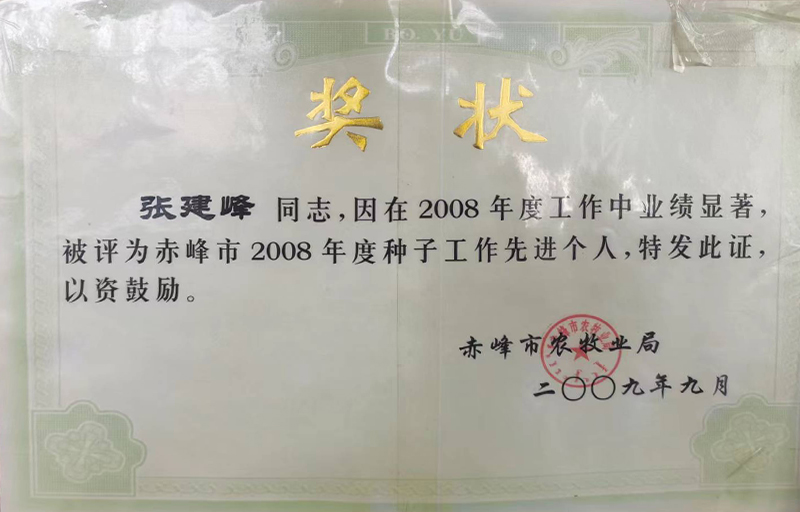 BO.YU
奖状
张建峰 同志，因在2008年度工作中业绩显著，
被评为赤峰市2008年度种子工作先进个人，特发此证，
以资鼓励。
赤峰市农牧业局
二〇〇九年九月